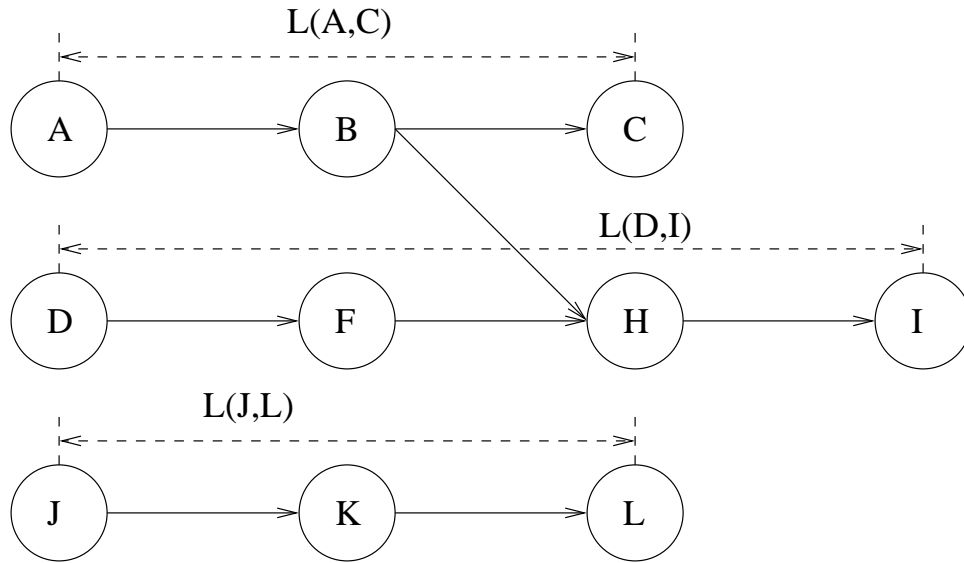 L(A,C)
A B C
L(D,I)
D F H I
L(J,L)
J K L